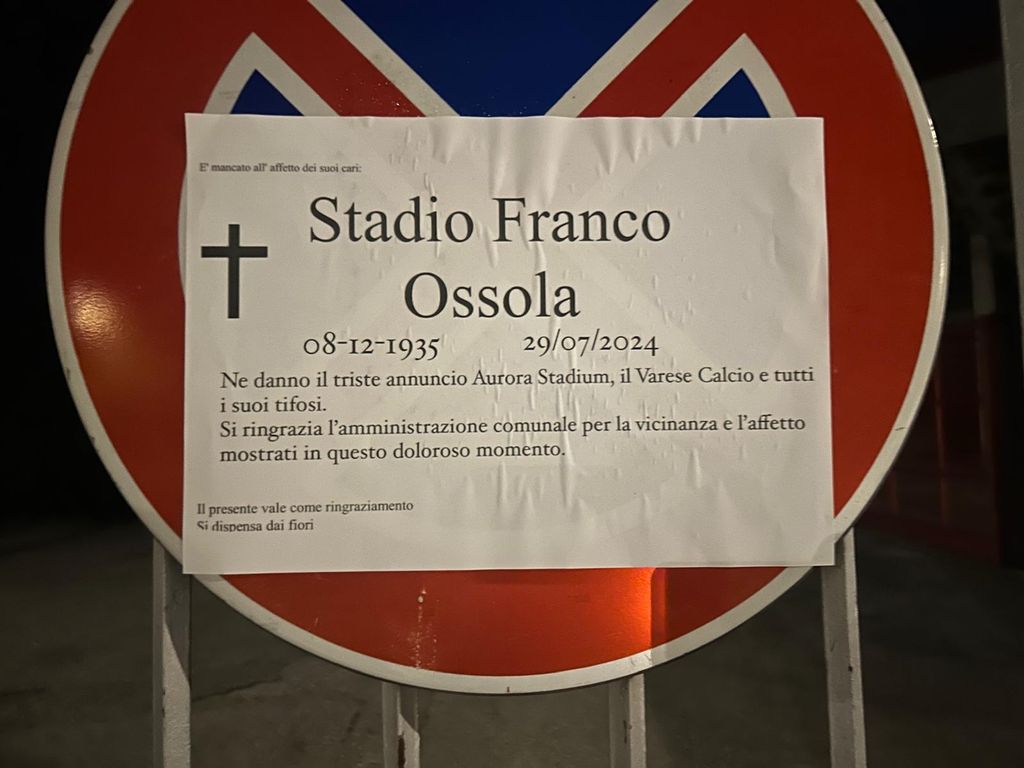 E' mancato all' affetto dei suoi cari:
Stadio Franco
Ossola
08-12-1935 29/07/2024
Ne danno il triste annuncio Aurora Stadium, il Varese Calcio e tutti
i suoi tifosi.
Si ringrazia l'amministrazione comunale per la vicinanza e l'affetto
mostrati in questo doloroso momento.
Il presente vale come ringraziamento
Si dispensa dai fiori